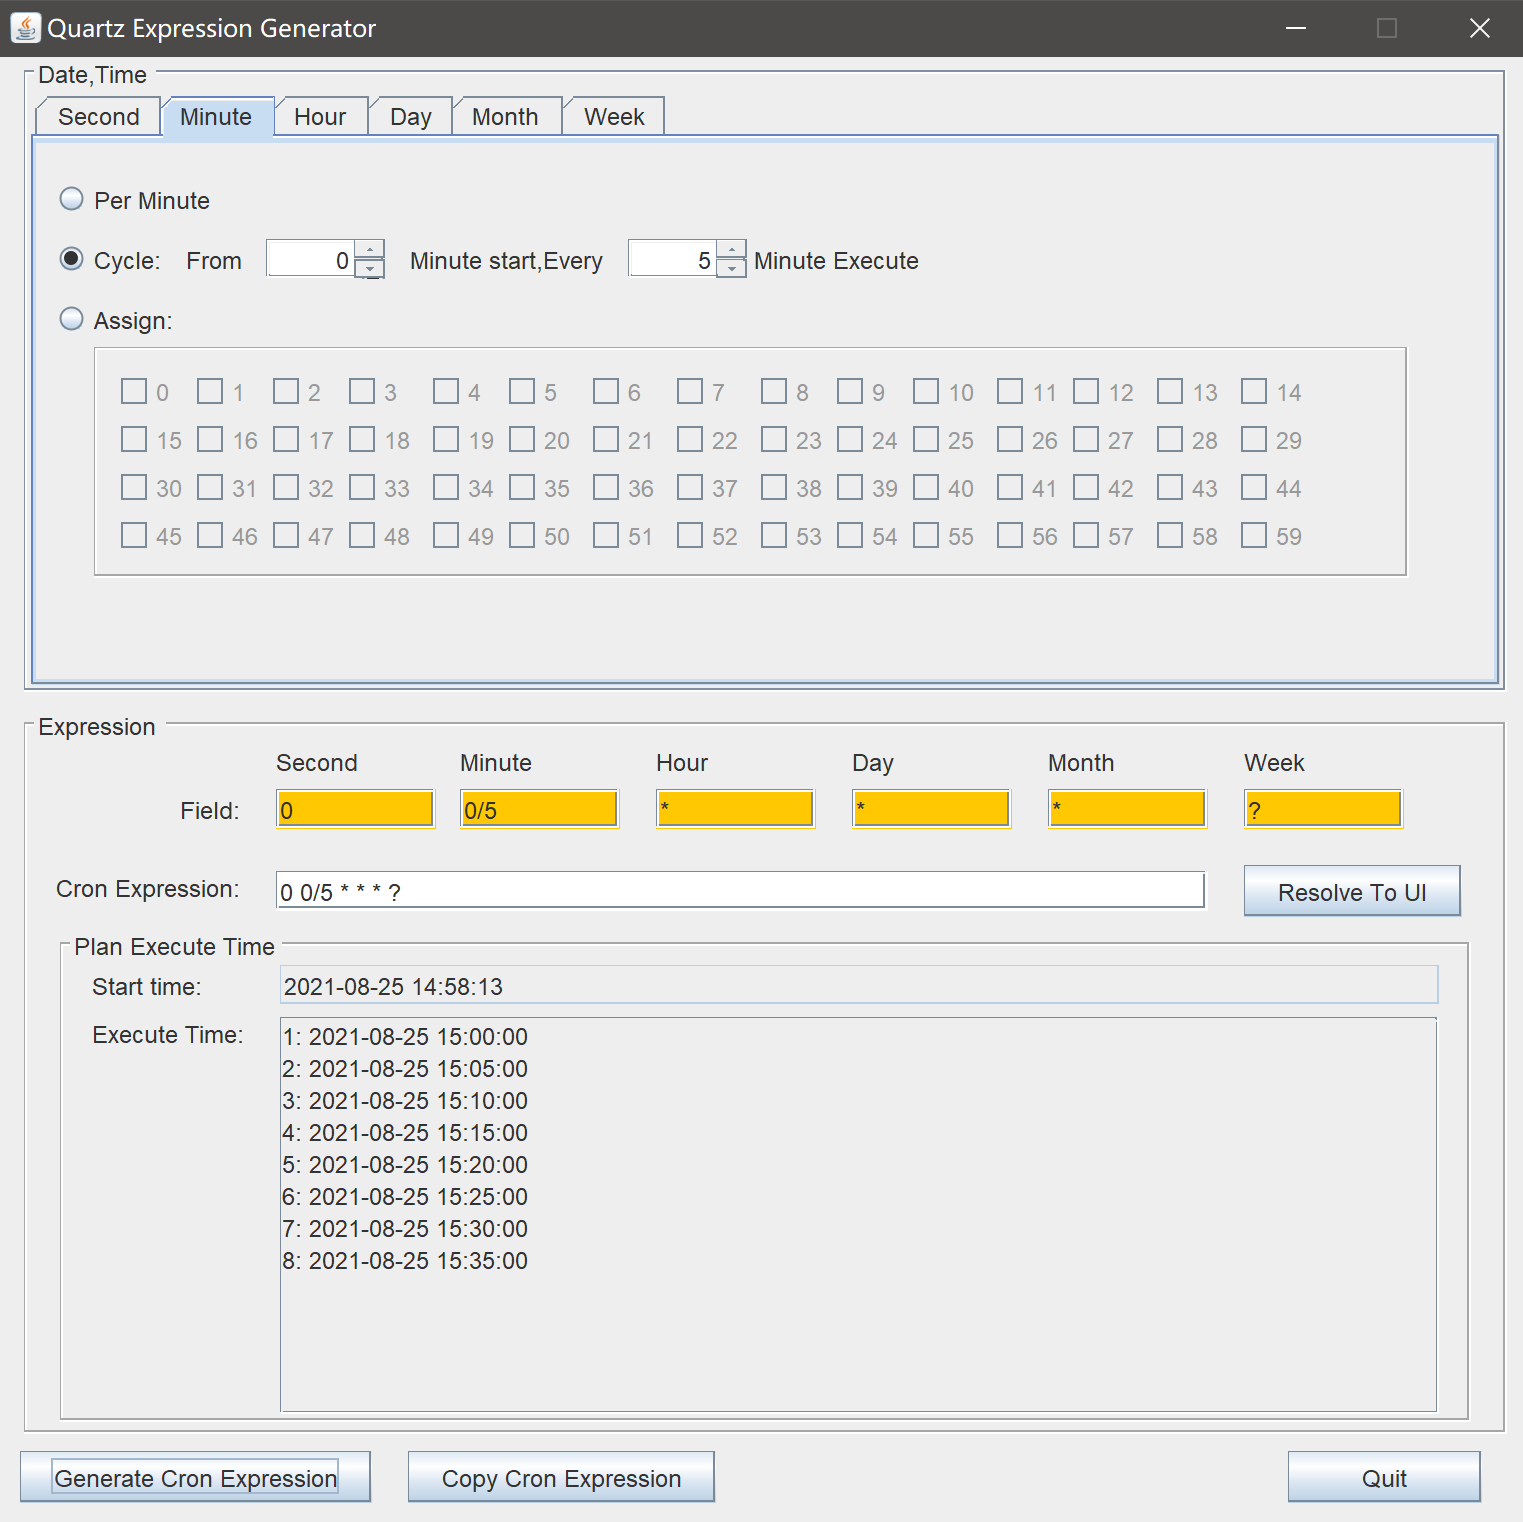 Quartz Expression Generator
Date,Time
Second Minute Hour Day Month Week
Per Minute
Cycle: From 0 Minute start,Every 5 Minute Execute
Assign:
0 1 2 3 4 5 6 7 8 9 10 11 12 13 14
15 16 17 18 19 20 21 22 23 24 25 26 27 28 29
30 31 32 33 34 35 36 37 38 39 40 41 42 43 44
45 46 47 48 49 50 51 52 53 54 55 56 57 58 59
Expression
Second Minute Hour Day Month Week
Field: 0 0/5 * * * ?
Cron Expression: 0 0/5 * * * ? Resolve To UI
Plan Execute Time
Start time: 2021-08-25 14:58:13
Execute Time: 1: 2021-08-25 15:00:00
2: 2021-08-25 15:05:00
3: 2021-08-25 15:10:00
4: 2021-08-25 15:15:00
5: 2021-08-25 15:20:00
6: 2021-08-25 15:25:00
7: 2021-08-25 15:30:00
8: 2021-08-25 15:35:00
Generate Cron Expression Copy Cron Expression Quit